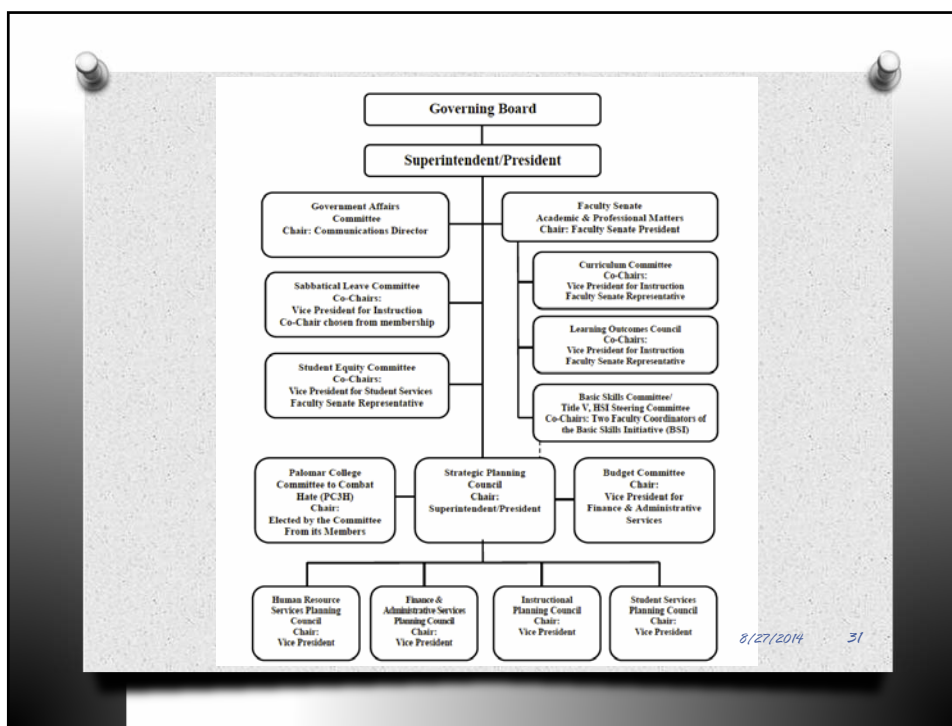 Governing Board
Superintendent/President
Government Affairs
Committee
Chair: Communications Director
Faculty Senate
Academic & Professional Matters
Chair: Faculty Senate President
Sabbatical Leave Committee
Co-Chairs:
Vice President for Instruction
Co-Chair chosen from membership
Curriculum Committee
Co-Chairs:
Vice President for Instruction
Faculty Senate Representative
Learning Outcomes Council
Co-Chairs:
Vice President for Instruction
Faculty Senate Representative
Student Equity Committee
Co-Chairs:
Vice President for Student Services
Faculty Senate Representative
Basic Skills Committee/
Title V, HSI Steering Committee
Co-Chairs: Two Faculty Coordinators of
the Basic Skills Initiative (BSI)
Palomar College
Committee to Combat
Hate (PC3H)
Chair:
Elected by the Committee
From its Members
Strategic Planning
Council
Chair:
Superintendent/President
Budget Committee
Chair:
Vice President for
Finance & Administrative
Services
Human Resource
Services Planning
Council
Chair:
Vice President
Finance &
Administrative Services
Planning Council
Chair:
Vice President
Instructional
Planning Council
Chair:
Vice President
Student Services
Planning Council
Chair:
Vice President
8/27/2014
31